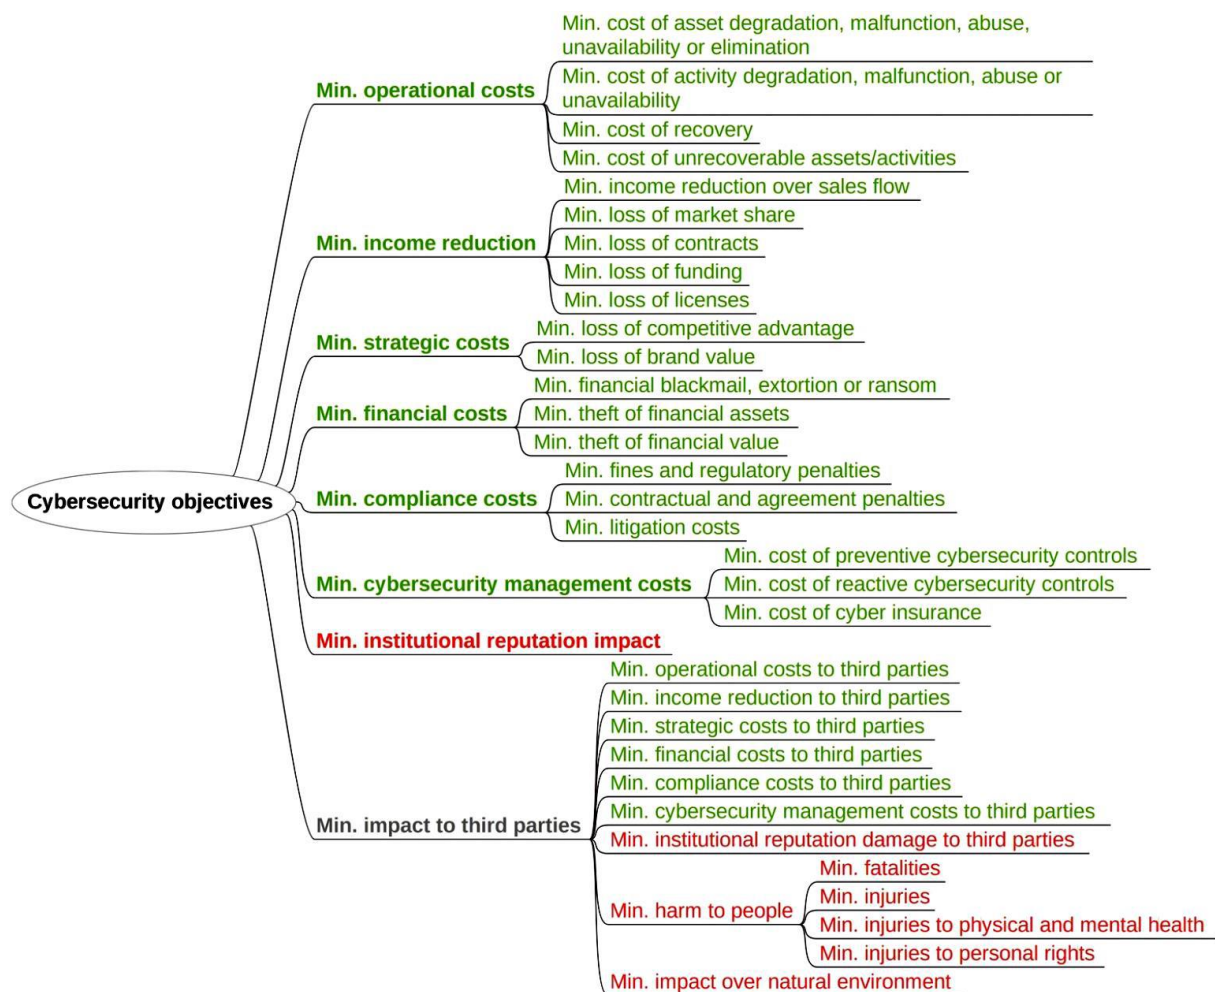 Min. cost of asset degradation, malfunction, abuse,
unavailability or elimination
Min. cost of activity degradation, malfunction, abuse or
unavailability
Min. operational costs
Min. cost of recovery
Min. cost of unrecoverable assets/activities
Min. income reduction over sales flow
Min. loss of market share
Min. income reduction
Min. loss of contracts
Min. loss of funding
Min. loss of licenses
Min. strategic costs
Min. loss of competitive advantage
Min. loss of brand value
Min. financial costs
Min. financial blackmail, extortion or ransom
Min. theft of financial assets
Min. theft of financial value
Cybersecurity objectives
Min. compliance costs
Min. fines and regulatory penalties
Min. contractual and agreement penalties
Min. litigation costs
Min. cybersecurity management costs
Min. cost of preventive cybersecurity controls
Min. cost of reactive cybersecurity controls
Min. cost of cyber insurance
Min. institutional reputation impact
Min. impact to third parties
Min. operational costs to third parties
Min. income reduction to third parties
Min. strategic costs to third parties
Min. financial costs to third parties
Min. compliance costs to third parties
Min. cybersecurity management costs to third parties
Min. institutional reputation damage to third parties
Min. harm to people
Min. fatalities
Min. injuries
Min. injuries to physical and mental health
Min. injuries to personal rights
Min. impact over natural environment